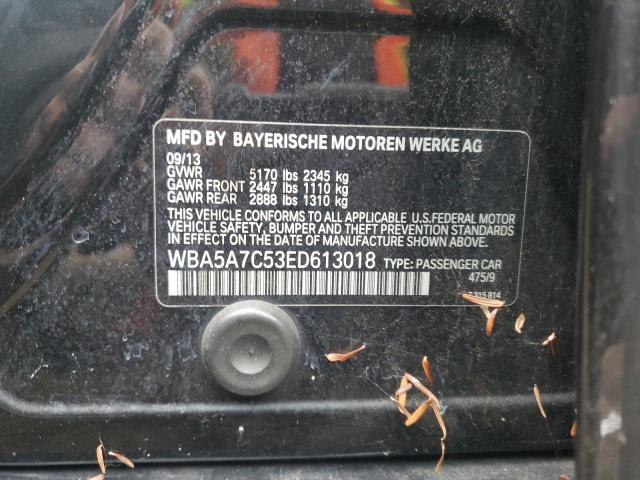 MFD BY BAYERISCHE MOTOREN WERKE AG
09/13
GVWR 5170 lbs 2345 kg
GAWR FRONT 2447 lbs 1110 kg
GAWR REAR 2888 lbs 1310 kg
THIS VEHICLE CONFORMS TO ALL APPLICABLE U.S.FEDERAL MOTOR
VEHICLE SAFETY, BUMPER, AND THEFT PREVENTION STANDARDS
IN EFFECT ON THE DATE OF MANUFACTURE SHOWN ABOVE.
WBA5A7C53ED613018 TYPE: PASSENGER CAR
475/9
315 814